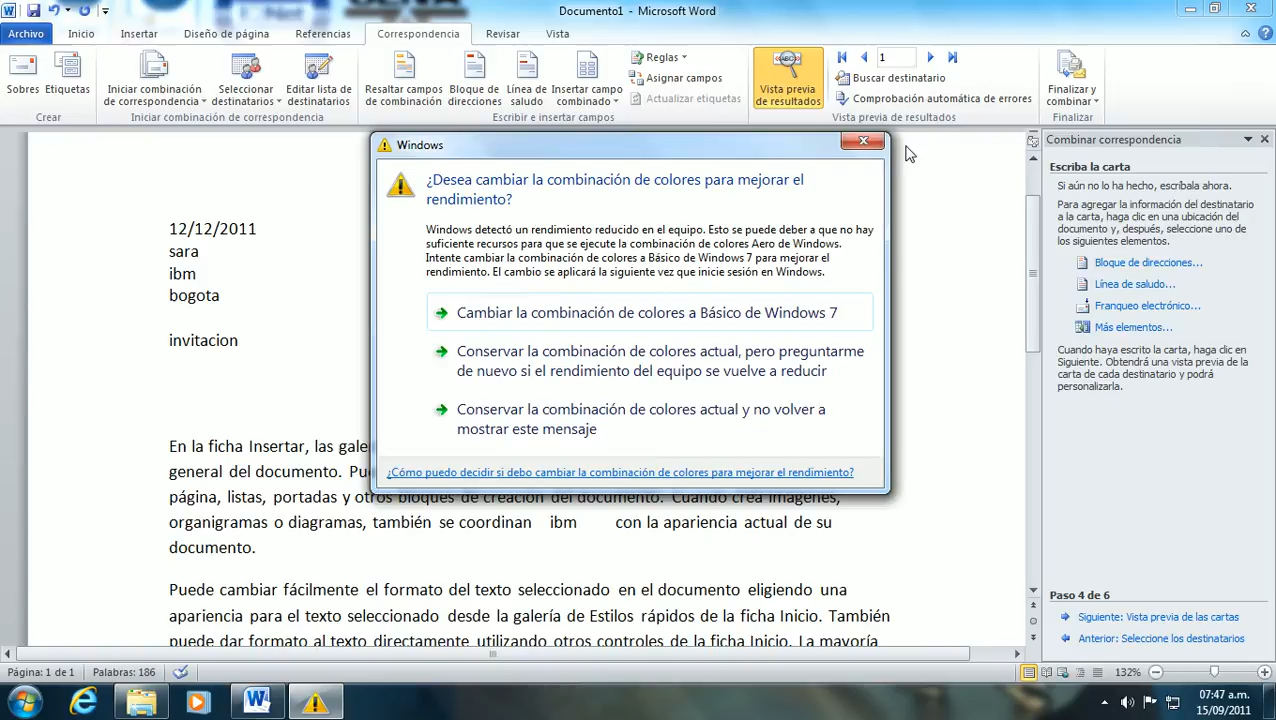 Documento1 - Microsoft Word
Archivo Inicio Insertar Diseño de página Referencias Correspondencia Revisar Vista
Sobres
Etiquetas
Crear
Iniciar combinación
de correspondencia
Seleccionar
destinatarios
Editar lista de
destinatarios
Iniciar combinación de correspondencia
Resaltar campos
de combinación
Bloque de
direcciones
Línea de
saludo
Insertar campo
combinado
Reglas
Asignar campos
Actualizar etiquetas
Escribir e insertar campos
ABC
Vista previa
de resultados
1
Buscar destinatario
Comprobación automática de errores
Vista previa de resultados
Finalizar y
combinar
Finalizar
12/12/2011
sara
ibm
bogota
invitacion
En la ficha Insertar, las gale
general del documento. Pu
página, listas, portadas y otros bloques de creación del documento. Cuando crea imágenes,
organigramas o diagramas, también se coordinan ibm con la apariencia actual de su
documento.
Puede cambiar fácilmente el formato del texto seleccionado en el documento eligiendo una
apariencia para el texto seleccionado desde la galería de Estilos rápidos de la ficha Inicio. También
puede dar formato al texto directamente utilizando otros controles de la ficha Inicio. La mayoría
Windows
¿Desea cambiar la combinación de colores para mejorar el
rendimiento?
Windows detectó un rendimiento reducido en el equipo. Esto se puede deber a que no hay
suficiente recursos para que se ejecute la combinación de colores Aero de Windows.
Intente cambiar la combinación de colores a Básico de Windows 7 para mejorar el
rendimiento. El cambio se aplicará la siguiente vez que inicie sesión en Windows.
Cambiar la combinación de colores a Básico de Windows 7
Conservar la combinación de colores actual, pero preguntarme
de nuevo si el rendimiento del equipo se vuelve a reducir
Conservar la combinación de colores actual y no volver a
mostrar este mensaje
¿Cómo puedo decidir si debo cambiar la combinación de colores para mejorar el rendimiento?
Combinar correspondencia
Escriba la carta
Si aún no lo ha hecho, escríbala ahora.
Para agregar la información del destinatario
a la carta, haga clic en una ubicación del
documento y, después, seleccione uno de
los siguientes elementos.
Bloque de direcciones...
Línea de saludo...
Franqueo electrónico...
Más elementos...
Cuando haya escrito la carta, haga clic en
Siguiente. Obtendrá una vista previa de la
carta de cada destinatario y podrá
personalizarla.
Paso 4 de 6
Siguiente: Vista previa de las cartas
Anterior: Seleccione los destinatarios
Página: 1 de 1 Palabras: 186
132%
07:47 a.m.
15/09/2011